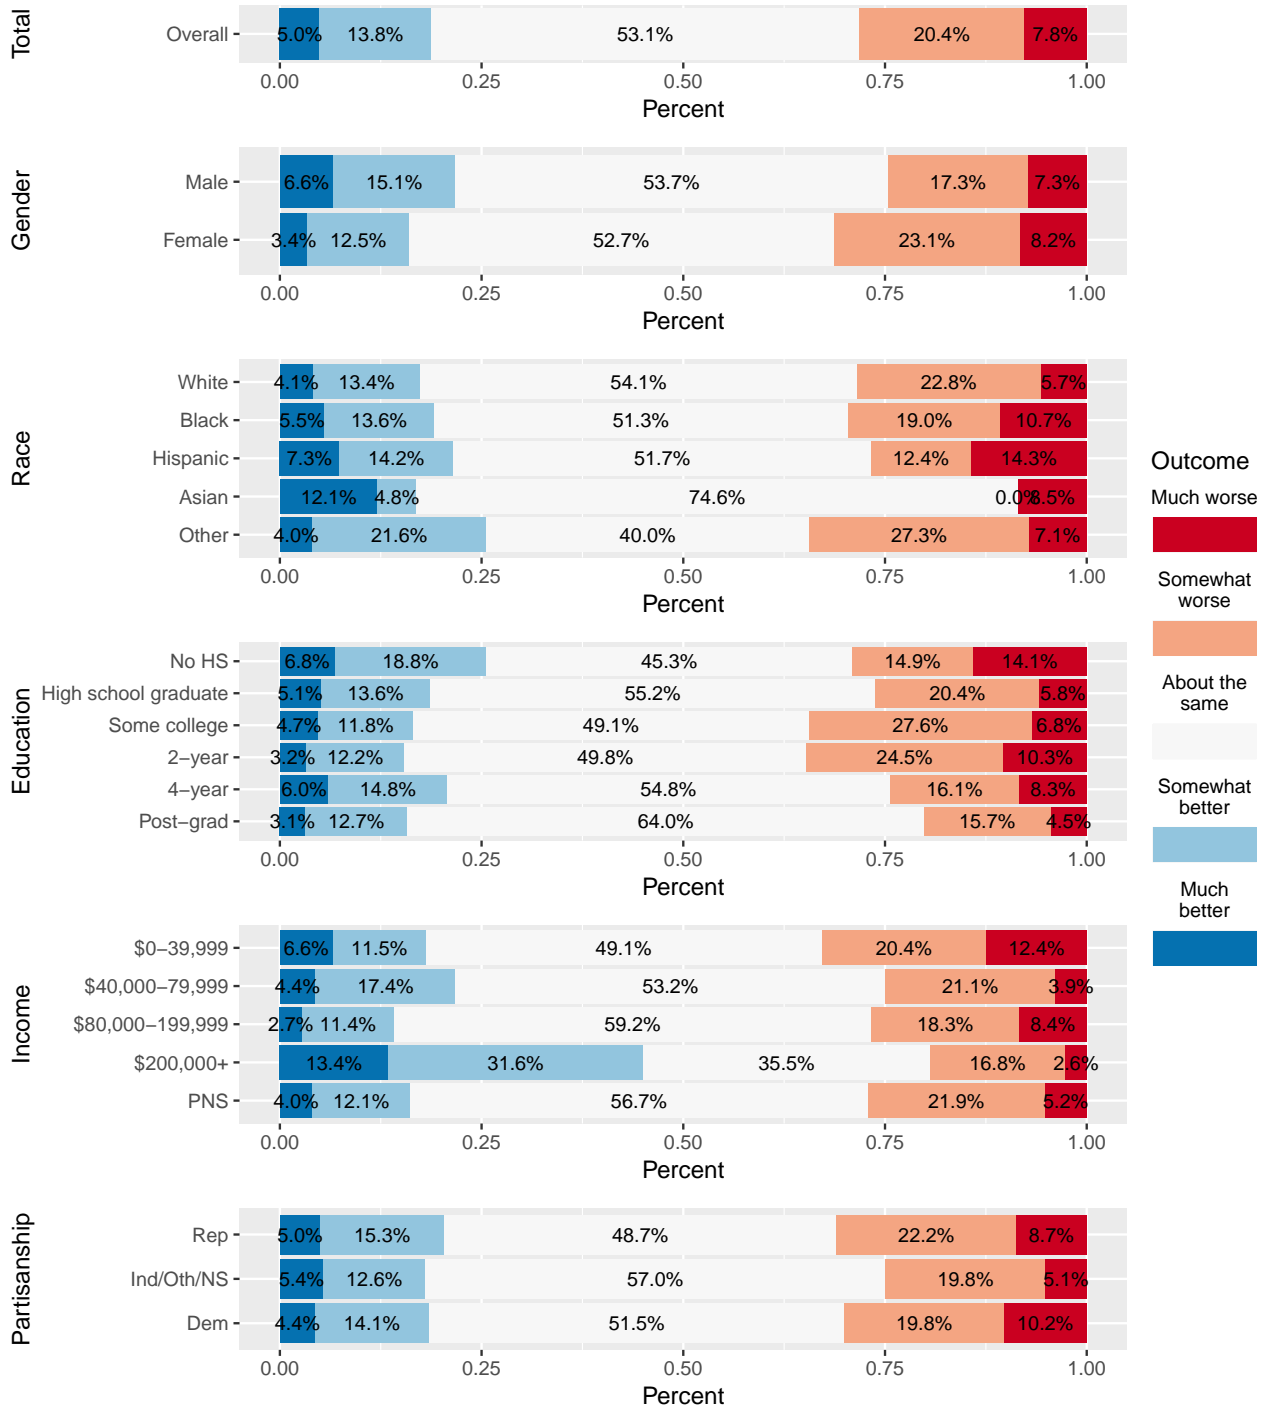 Total
Overall
5.0% 13.8% 53.1% 20.4% 7.8%
0.00 0.25 0.50 0.75 1.00
Percent
Gender
Male
6.6% 15.1% 53.7% 17.3% 7.3%
Female
3.4% 12.5% 52.7% 23.1% 8.2%
0.00 0.25 0.50 0.75 1.00
Percent
Race
White
4.1% 13.4% 54.1% 22.8% 5.7%
Black
5.5% 13.6% 51.3% 19.0% 10.7%
Hispanic
7.3% 14.2% 51.7% 12.4% 14.3%
Asian
12.1% 4.8% 74.6% 0.0% 8.5%
Other
4.0% 21.6% 40.0% 27.3% 7.1%
0.00 0.25 0.50 0.75 1.00
Percent
Education
No HS
6.8% 18.8% 45.3% 14.9% 14.1%
High school graduate
5.1% 13.6% 55.2% 20.4% 5.8%
Some college
4.7% 11.8% 49.1% 27.6% 6.8%
2−year
3.2% 12.2% 49.8% 24.5% 10.3%
4−year
6.0% 14.8% 54.8% 16.1% 8.3%
Post−grad
3.1% 12.7% 64.0% 15.7% 4.5%
0.00 0.25 0.50 0.75 1.00
Percent
Income
$0−39,999
6.6% 11.5% 49.1% 20.4% 12.4%
$40,000−79,999
4.4% 17.4% 53.2% 21.1% 3.9%
$80,000−199,999
2.7% 11.4% 59.2% 18.3% 8.4%
$200,000+
13.4% 31.6% 35.5% 16.8% 2.6%
PNS
4.0% 12.1% 56.7% 21.9% 5.2%
0.00 0.25 0.50 0.75 1.00
Percent
Partisanship
Rep
5.0% 15.3% 48.7% 22.2% 8.7%
Ind/Oth/NS
5.4% 12.6% 57.0% 19.8% 5.1%
Dem
4.4% 14.1% 51.5% 19.8% 10.2%
0.00 0.25 0.50 0.75 1.00
Percent
Outcome
Much worse
Somewhat
worse
About the
same
Somewhat
better
Much
better